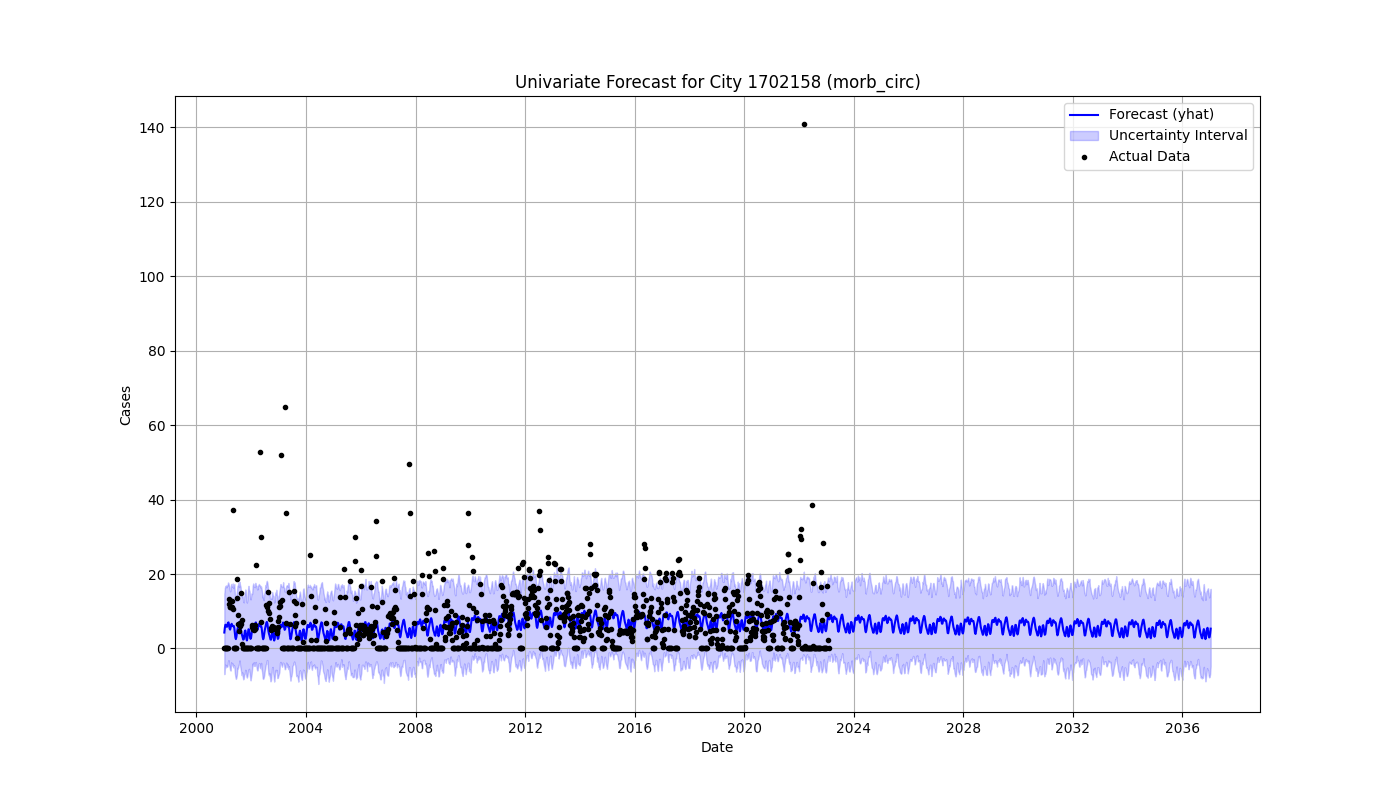 Univariate Forecast for City 1702158 (morb_circ)
Forecast (yhat)
Uncertainty Interval
Actual Data
Cases
140
120
100
80
60
40
20
0
2000 2004 2008 2012 2016 2020 2024 2028 2032 2036
Date